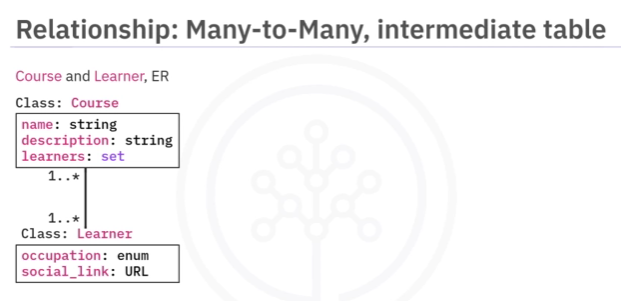 Relationship: Many-to-Many, intermediate table
Course and Learner, ER
Class: Course
name: string
description: string
learners: set
1..*
1..*
Class: Learner
occupation: enum
social_link: URL